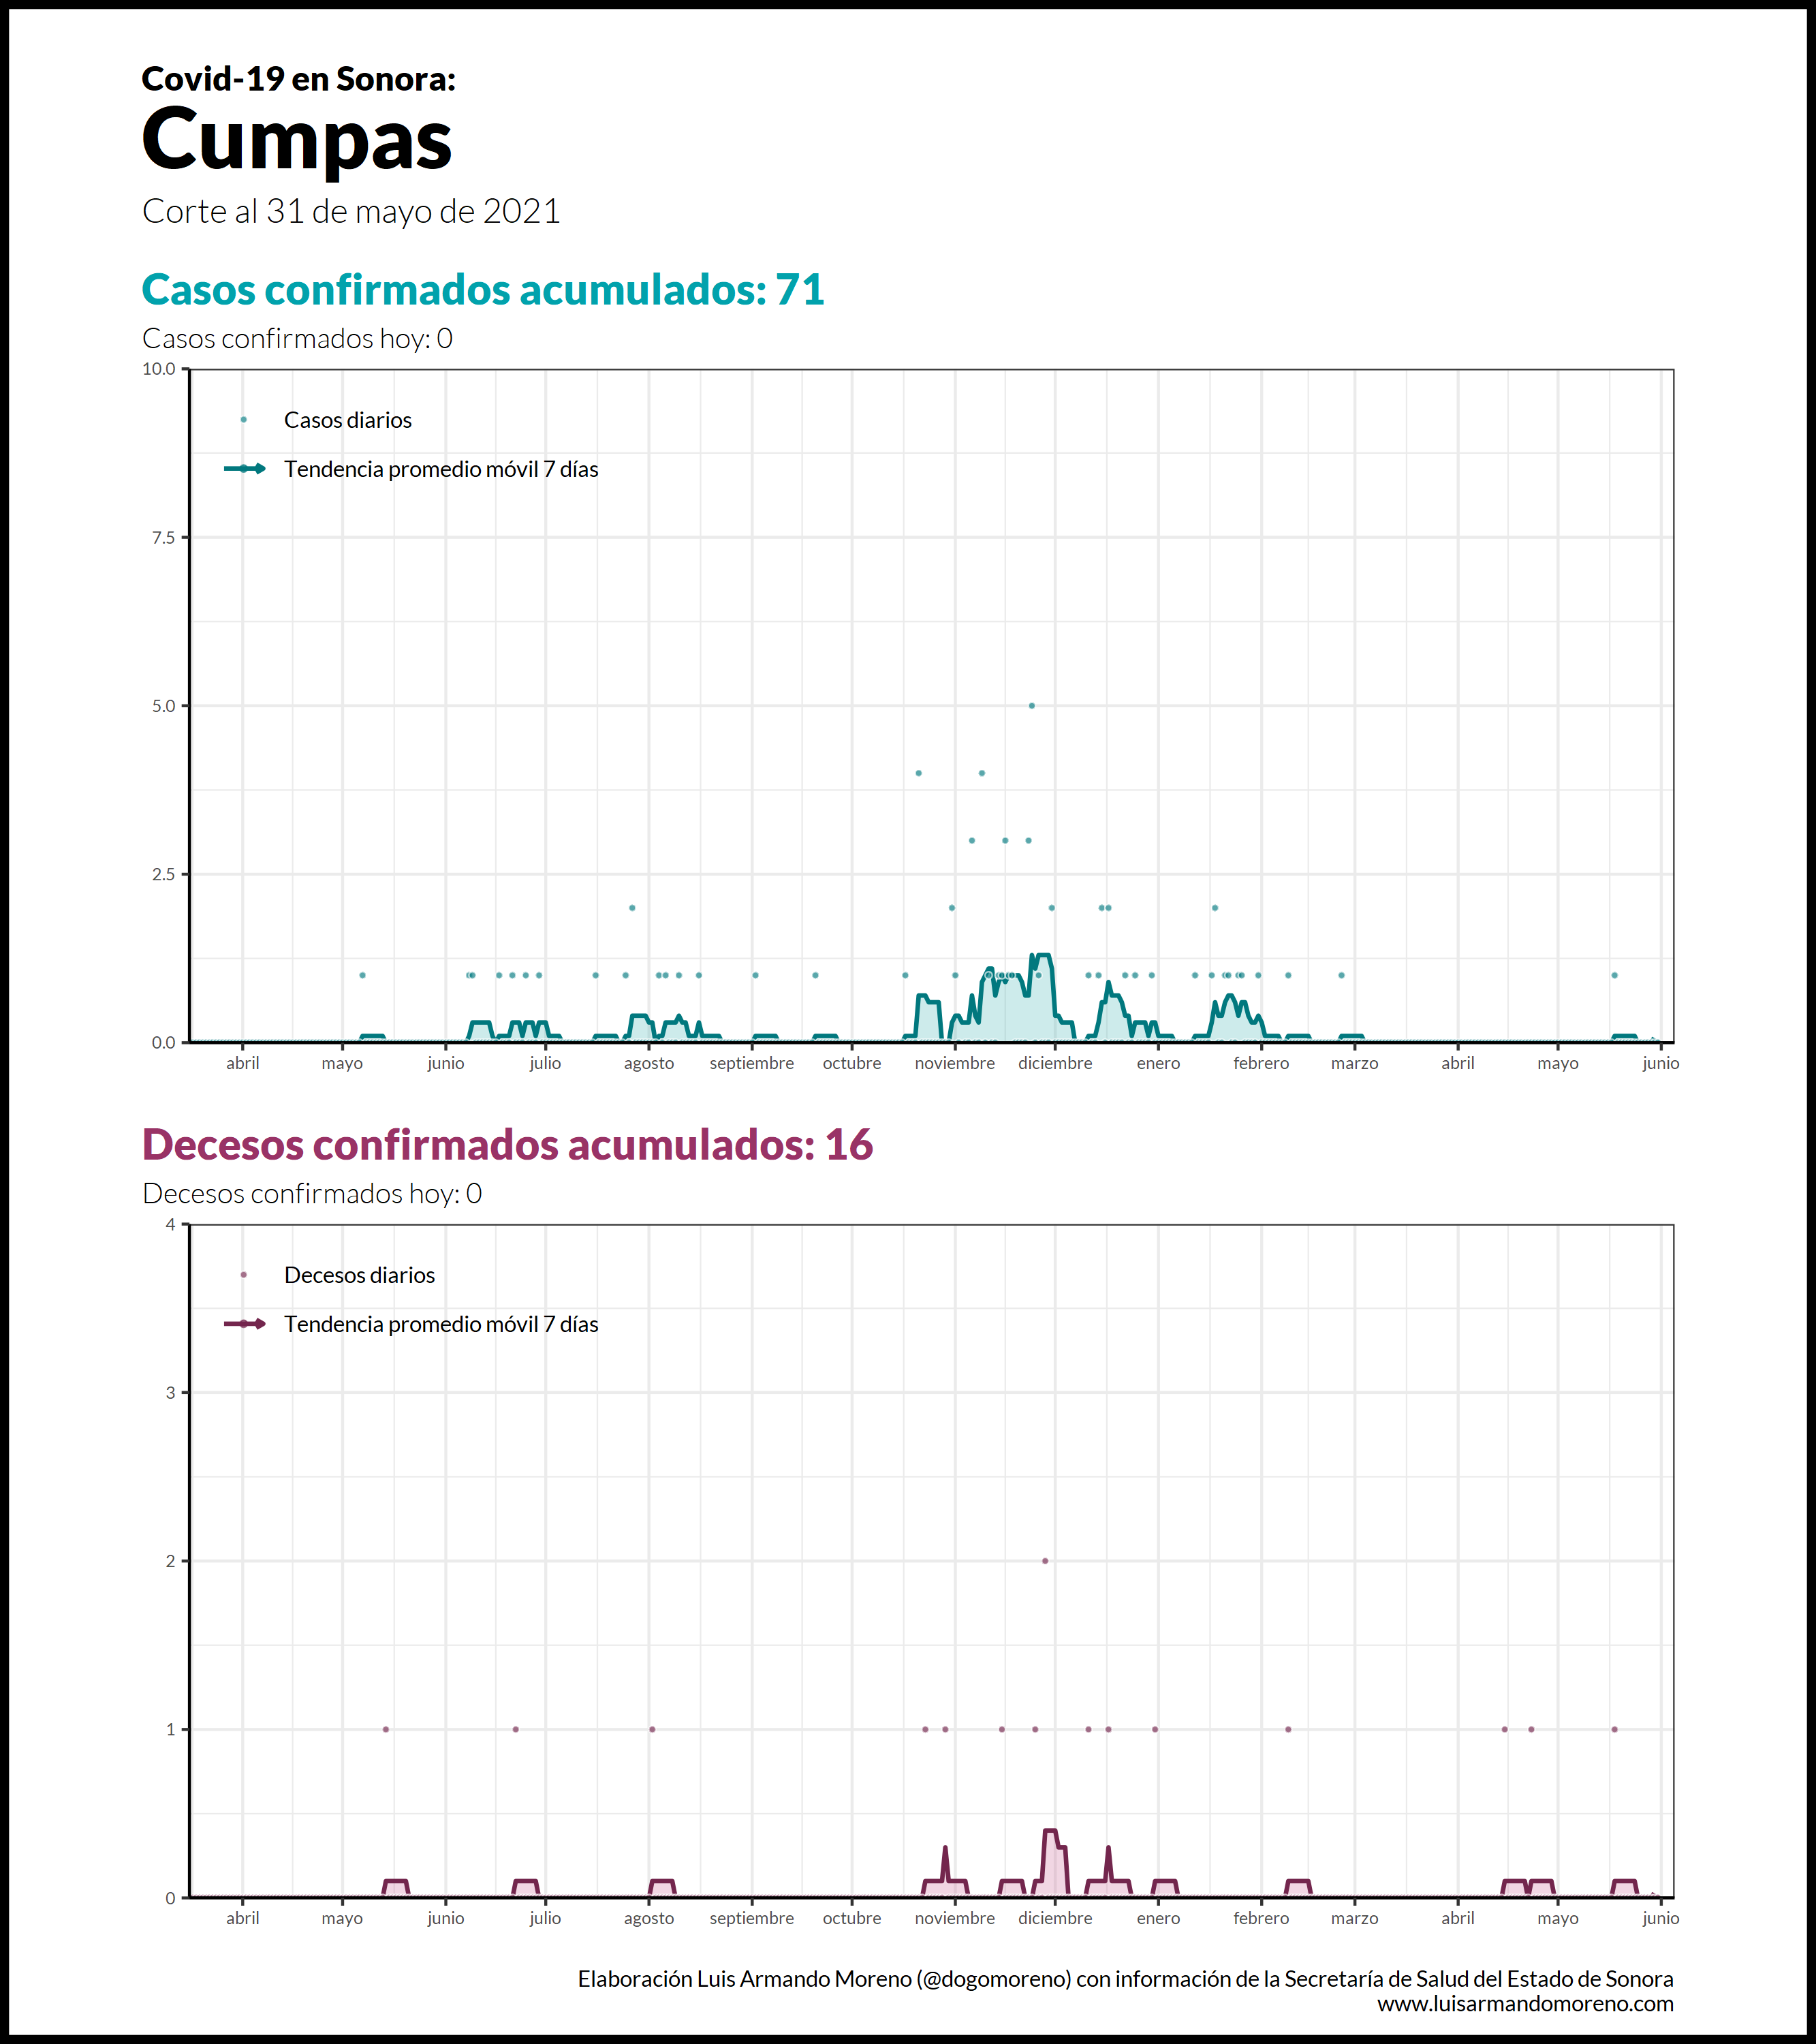 Covid-19 en Sonora:
Cumpas
Corte al 31 de mayo de 2021
Casos confirmados acumulados: 71
Casos confirmados hoy: 0
10.0
7.5
5.0
2.5
0.0
Casos diarios
Tendencia promedio móvil 7 días
abril mayo junio julio agosto septiembre octubre noviembre diciembre enero febrero marzo abril mayo junio
Decesos confirmados acumulados: 16
Decesos confirmados hoy: 0
4
3
2
1
0
Decesos diarios
Tendencia promedio móvil 7 días
abril mayo junio julio agosto septiembre octubre noviembre diciembre enero febrero marzo abril mayo junio
Elaboración Luis Armando Moreno (@dogomoreno) con información de la Secretaría de Salud del Estado de Sonora
www.luisarmandomoreno.com